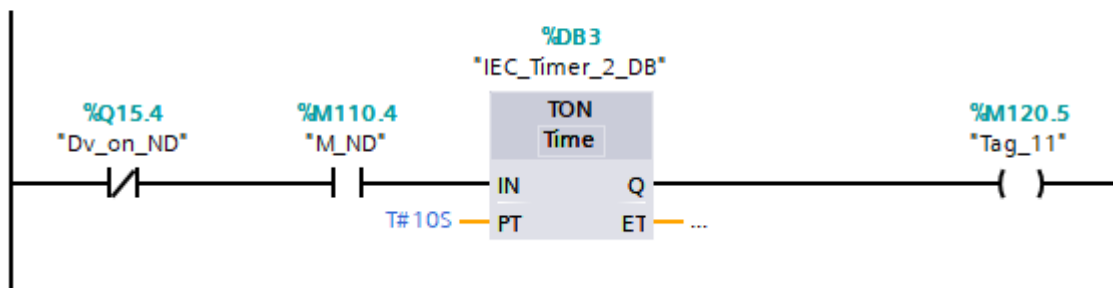 %DB3
"IEC_Timer_2_DB"
%Q15.4
"Dv_on_ND"
%M110.4
"M_ND"
TON
Time
%M120.5
"Tag_11"
IN
Q
T#10S
PT
ET
...